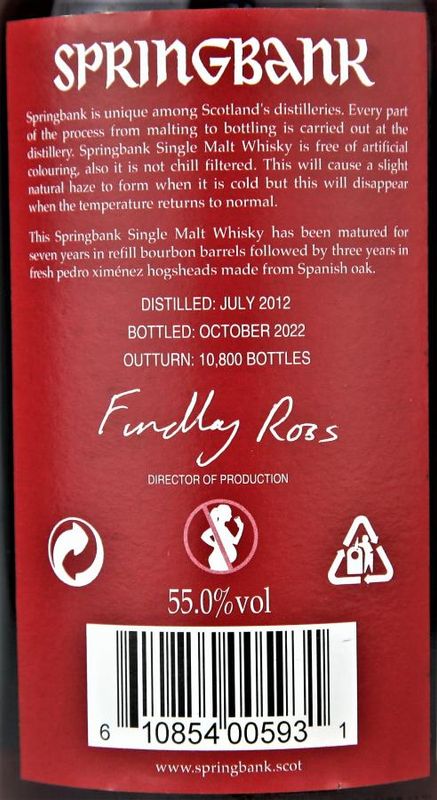 SPRINGBANK
Springbank is unique among Scotland's distilleries. Every part
of the process from malting to bottling is carried out at the
distillery. Springbank Single Malt Whisky is free of artificial
colouring, also it is not chill filtered. This will cause a slight
natural haze to form when it is cold but this will disappear
when the temperature returns to normal.
This Springbank Single Malt Whisky has been matured for
seven years in refill bourbon barrels followed by three years in
fresh pedro ximénez hogsheads made from Spanish oak.
DISTILLED: JULY 2012
BOTTLED: OCTOBER 2022
OUTTURN: 10,800 BOTTLES
Findlay Ross
DIRECTOR OF PRODUCTION
55.0%vol
6 10854 00593 1
www.springbank.scot